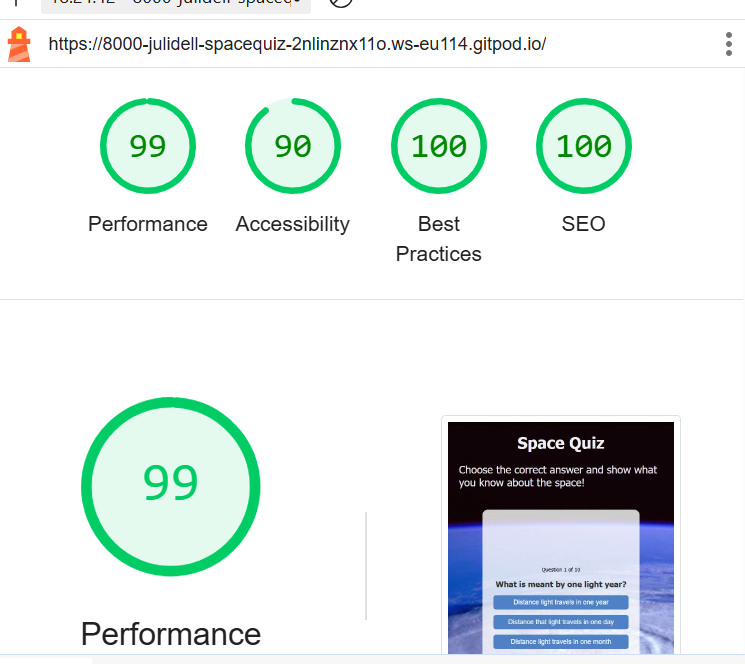 https://8000-julidell-spacequiz-2nlinznx11o.ws-eu114.gitpod.io/
99
90
100
100
Performance
Accessibility
Best
Practices
SEO
99
Performance
Space Quiz
Choose the correct answer and show what
you know about the space!
Question 1 of 10
What is meant by one light year?
Distance light travels in one year
Distance that light travels in one day
Distance light travels in one month